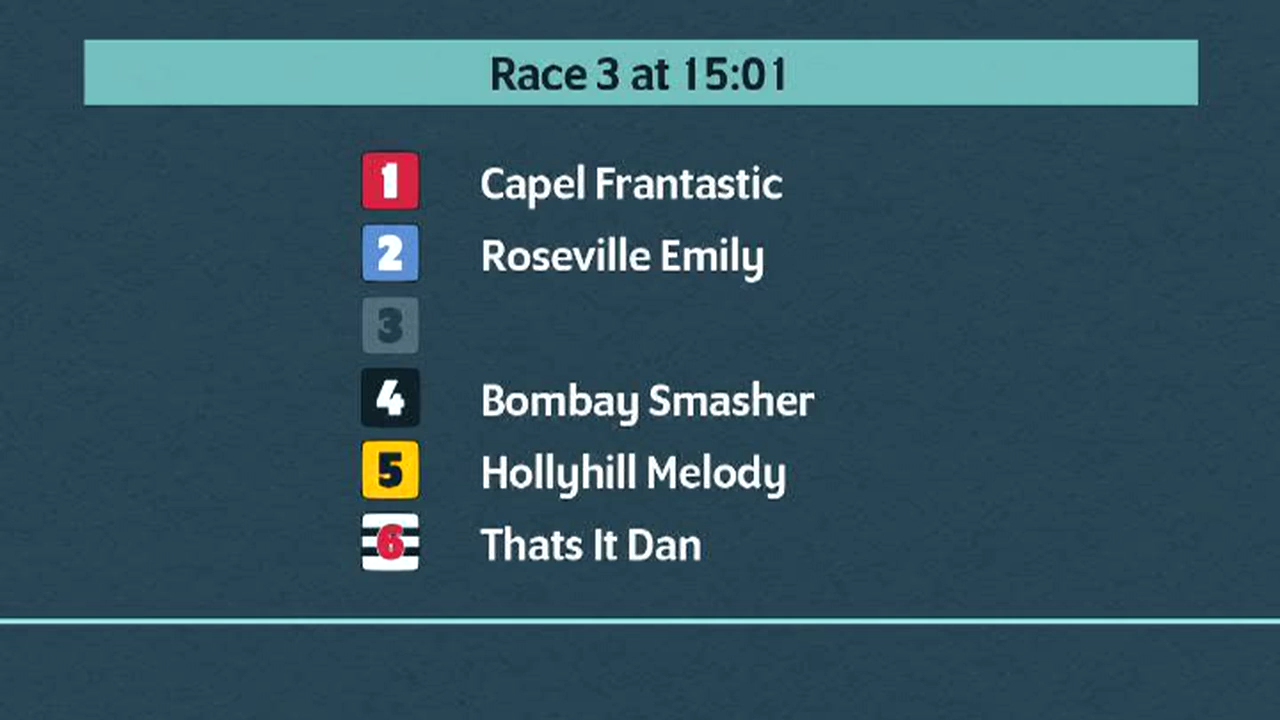 Race 3 at 15:01
1 Capel Frantastic
2 Roseville Emily
3
4 Bombay Smasher
5 Hollyhill Melody
6 Thats It Dan